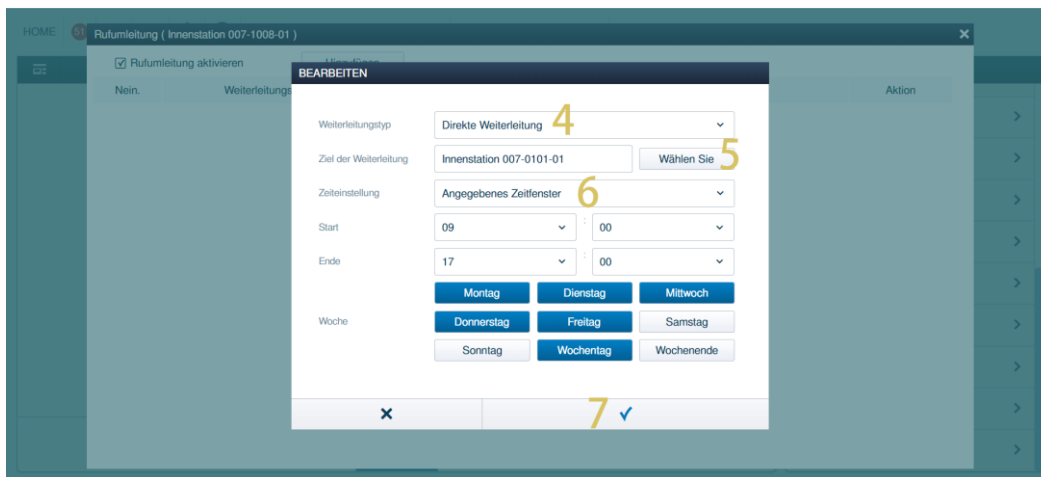 HOME 51
Rufumleitung ( Innenstation 007-1008-01 )
Rufumleitung aktivieren
BEARBEITEN
Nein. Weiterleitungs Aktion
Weiterleitungstyp Direkte Weiterleitung 4
Ziel der Weiterleitung Innenstation 007-0101-01 Wählen Sie 5
Zeiteinstellung Angegebenes Zeitfenster 6
Start 09 : 00
Ende 17 : 00
Montag Dienstag Mittwoch
Woche Donnerstag Freitag Samstag
Sonntag Wochentag Wochenende
7